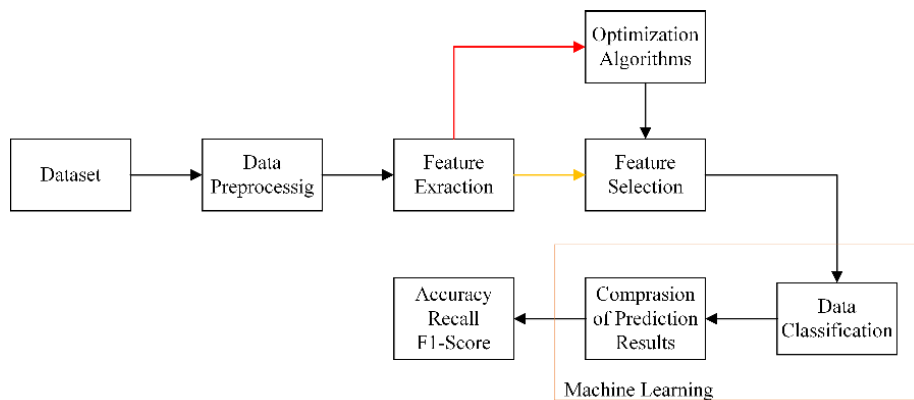 Optimization
Algorithms
Dataset
Data
Preprocessig
Feature
Exraction
Feature
Selection
Accuracy
Recall
F1-Score
Comprasion
of Prediction
Results
Data
Classification
Machine Learning